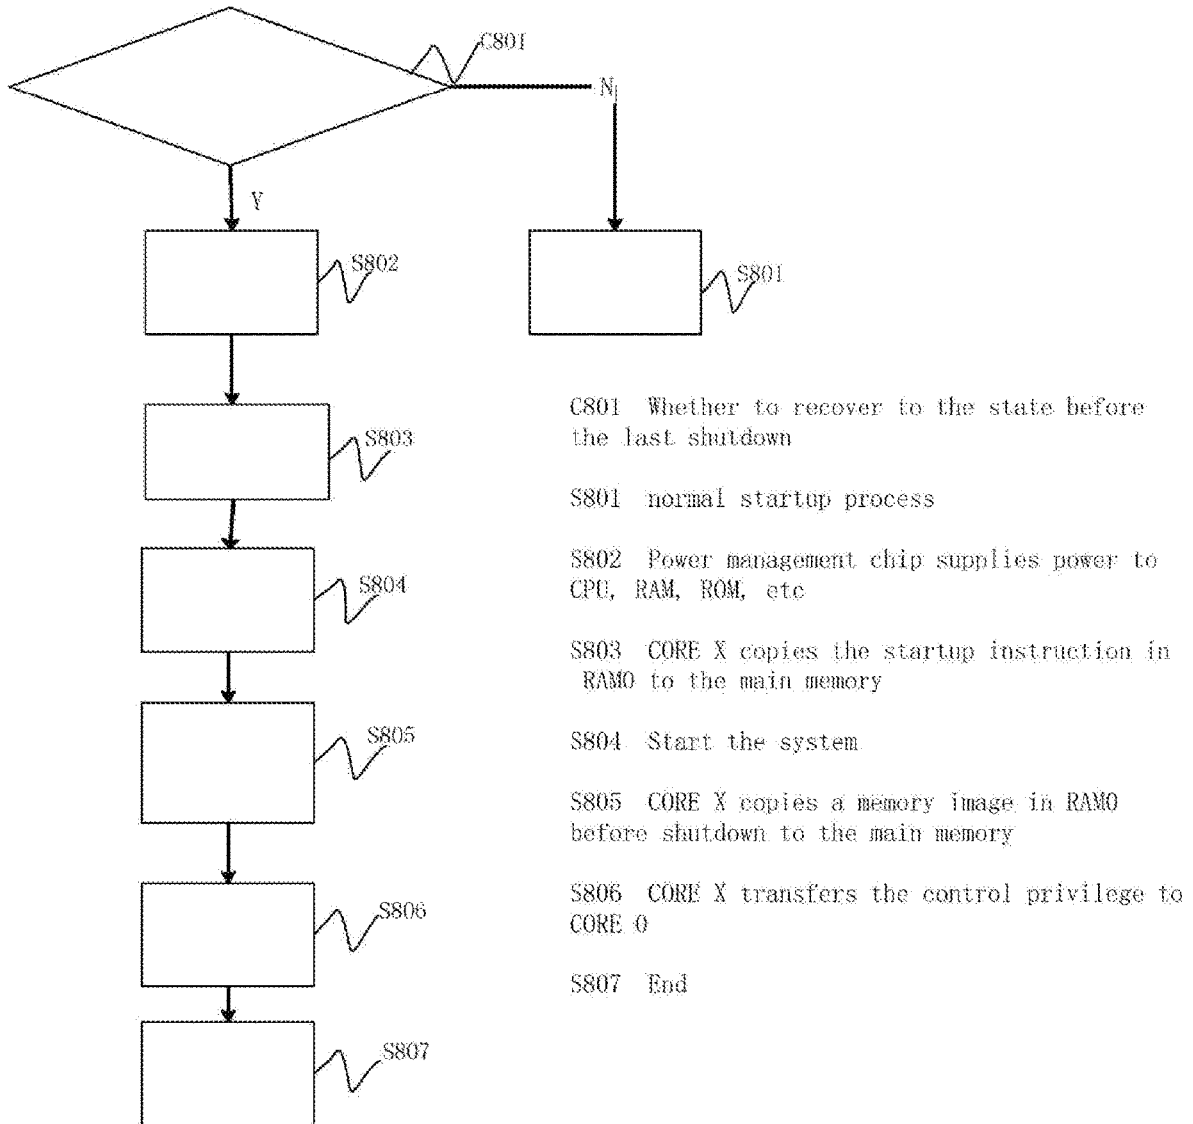 C801
N
Y
S802
S801
S803
S804
S805
S806
S807
C801 Whether to recover to the state before
the last shutdown
S801 normal startup process
S802 Power management chip supplies power to
CPU, RAM, ROM, etc
S803 CORE X copies the startup instruction in
RAM0 to the main memory
S804 Start the system
S805 CORE X copies a memory image in RAM0
before shutdown to the main memory
S806 CORE X transfers the control privilege to
CORE 0
S807 End